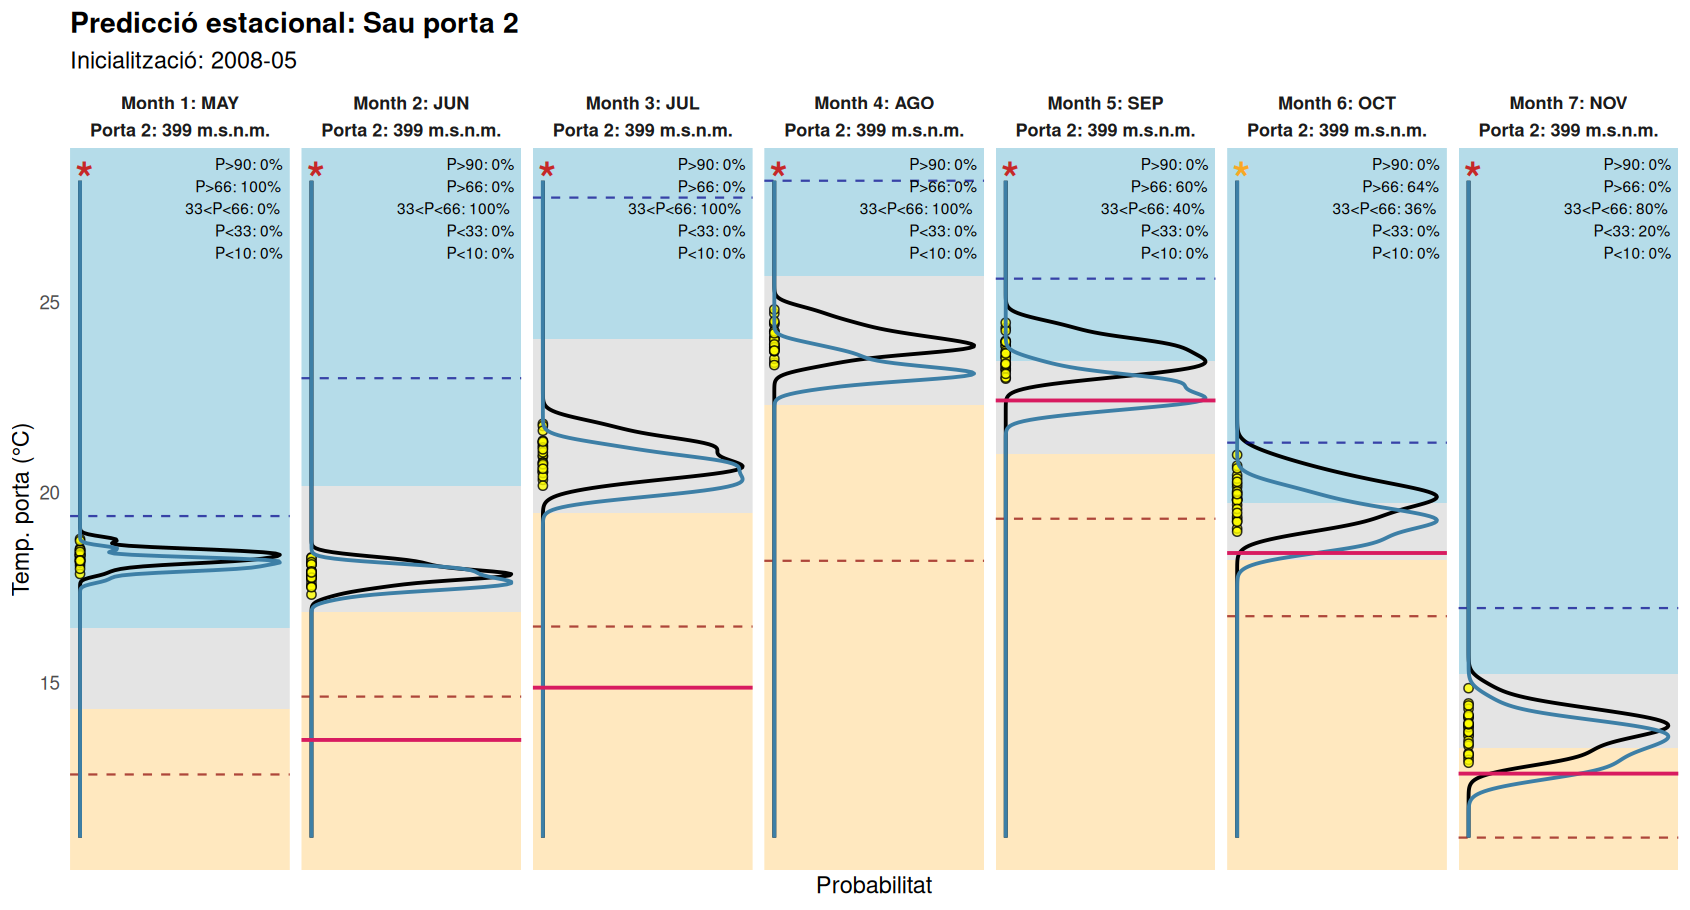 Predicció estacional: Sau porta 2
Inicialització: 2008-05
Month 1: MAY
Porta 2: 399 m.s.n.m.
Month 2: JUN
Porta 2: 399 m.s.n.m.
Month 3: JUL
Porta 2: 399 m.s.n.m.
Month 4: AGO
Porta 2: 399 m.s.n.m.
Month 5: SEP
Porta 2: 399 m.s.n.m.
Month 6: OCT
Porta 2: 399 m.s.n.m.
Month 7: NOV
Porta 2: 399 m.s.n.m.
*
P>90: 0%
P>66: 100%
33<P<66: 0%
P<33: 0%
P<10: 0%
*
P>90: 0%
P>66: 0%
33<P<66: 100%
P<33: 0%
P<10: 0%
*
P>90: 0%
P>66: 0%
33<P<66: 100%
P<33: 0%
P<10: 0%
*
P>90: 0%
P>66: 0%
33<P<66: 100%
P<33: 0%
P<10: 0%
*
P>90: 0%
P>66: 60%
33<P<66: 40%
P<33: 0%
P<10: 0%
*
P>90: 0%
P>66: 64%
33<P<66: 36%
P<33: 0%
P<10: 0%
*
P>90: 0%
P>66: 0%
33<P<66: 80%
P<33: 20%
P<10: 0%
25
20
15
Temp. porta (°C)
Probabilitat